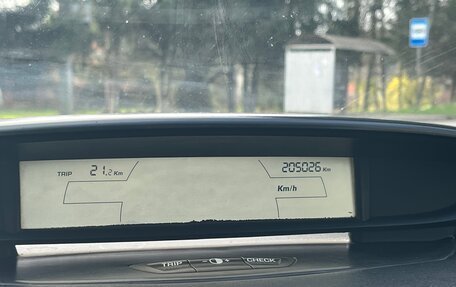 TRIP 21.2 Km 205026 Km
Km/h
TRIP - + CHECK